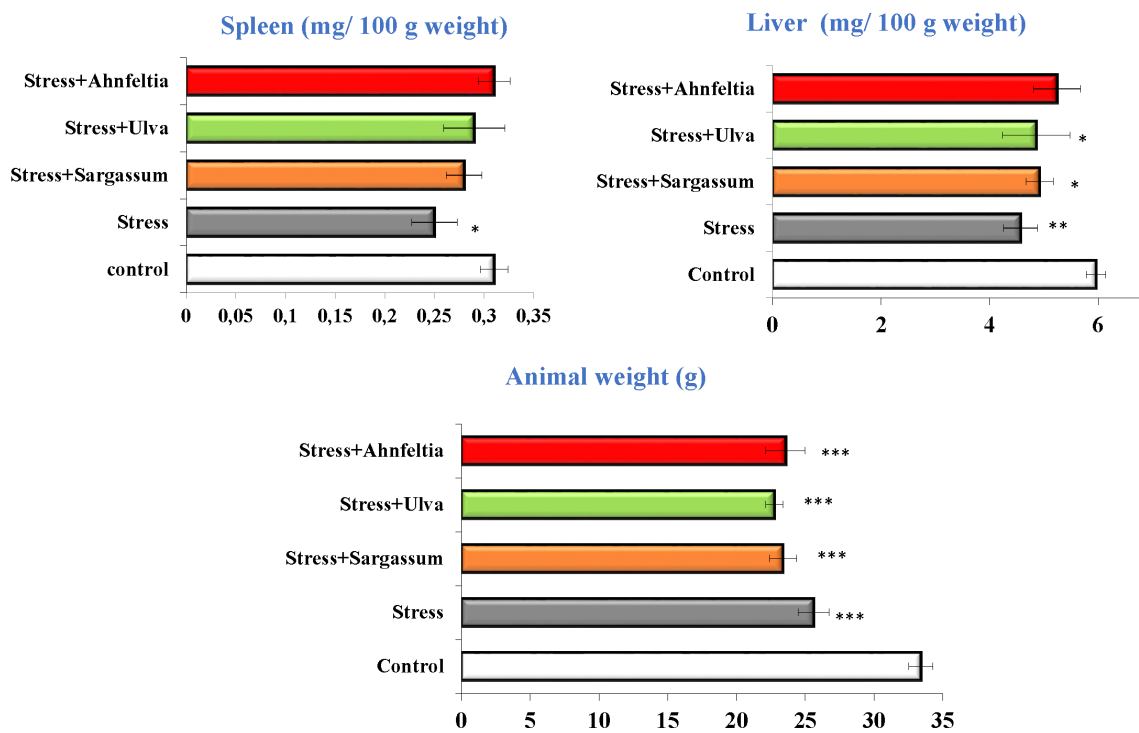 Spleen (mg/ 100 g weight)
Stress+Ahnfeltia
Stress+Ulva
Stress+Sargassum
Stress
*
control
0 0,05 0,1 0,15 0,2 0,25 0,3 0,35
Liver (mg/ 100 g weight)
Stress+Ahnfeltia
Stress+Ulva
*
Stress+Sargassum
*
Stress
**
Control
0 2 4 6
Animal weight (g)
Stress+Ahnfeltia
***
Stress+Ulva
***
Stress+Sargassum
***
Stress
***
Control
0 5 10 15 20 25 30 35